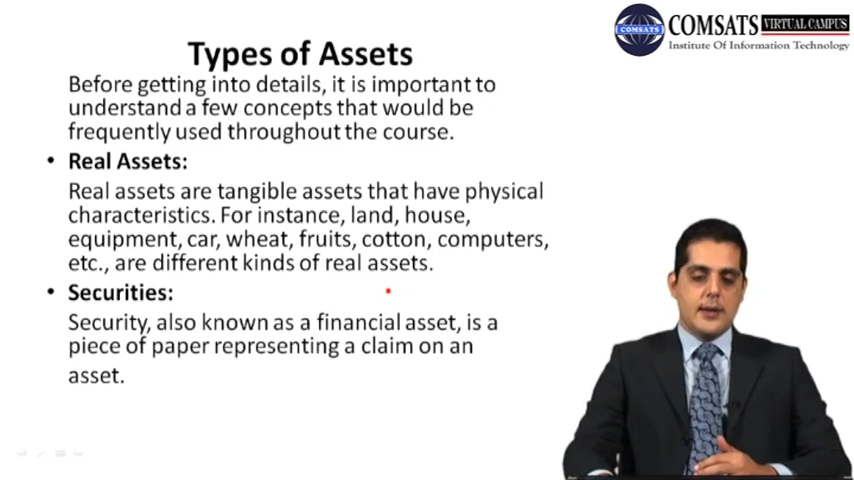 COMSATS VIRTUAL CAMPUS
COMSATS
Institute Of Information Technology
Types of Assets
Before getting into details, it is important to
understand a few concepts that would be
frequently used throughout the course.
• Real Assets:
Real assets are tangible assets that have physical
characteristics. For instance, land, house,
equipment, car, wheat, fruits, cotton, computers,
etc., are different kinds of real assets.
• Securities:
Security, also known as a financial asset, is a
piece of paper representing a claim on an
asset.